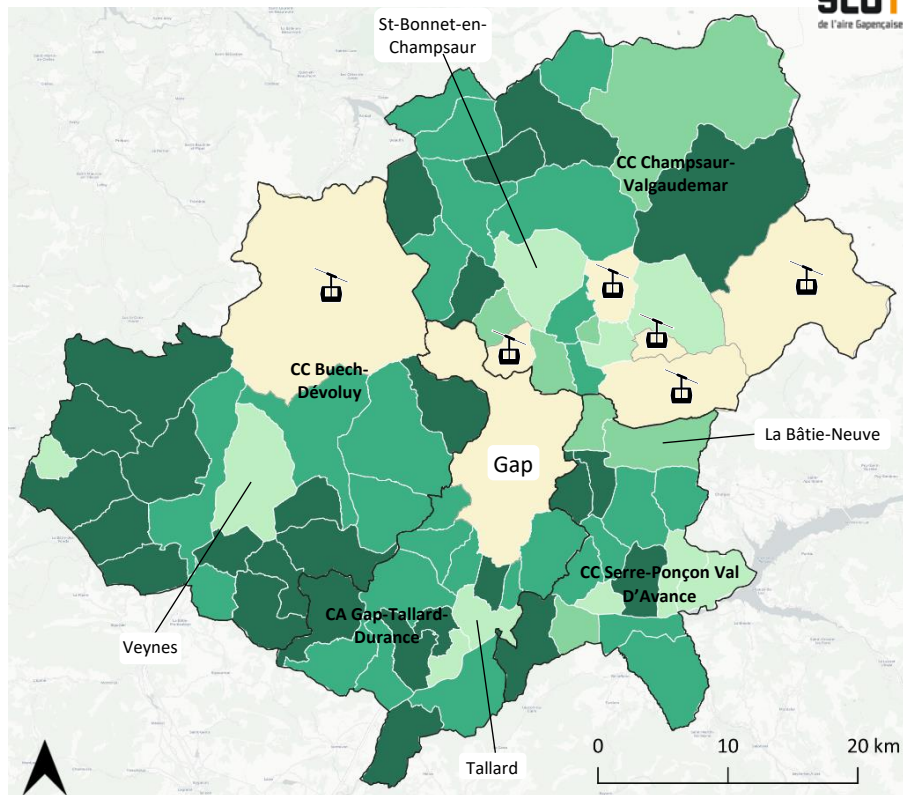 de l'aire Gapençaise
St-Bonnet-en-
Champsaur
CC Champsaur-
Valgaudemar
CC Buech-
Dévoluy
La Bâtie-Neuve
Gap
CC Serre-Ponçon Val
D'Avance
CA Gap-Tallard-
Durance
Veynes
Tallard
0 10 20 km